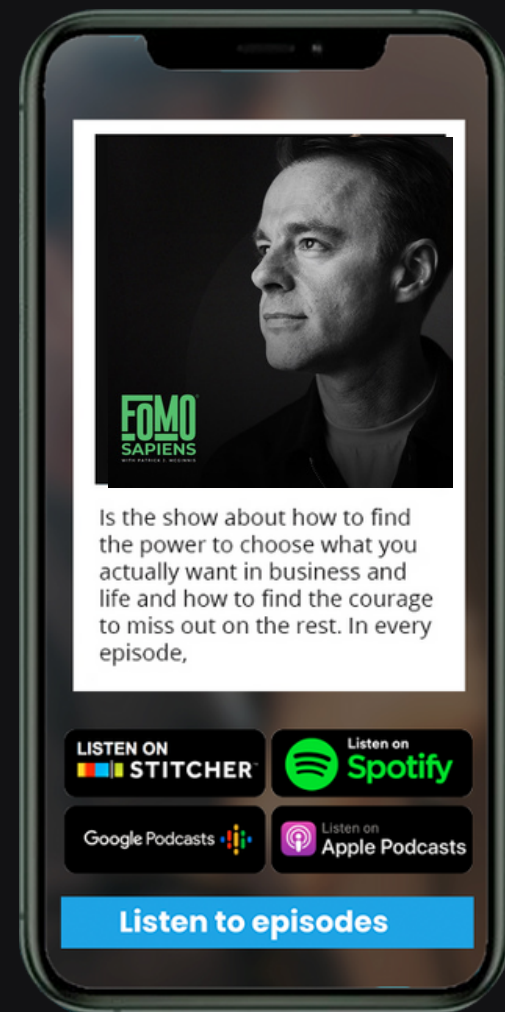 FOMO
SAPIENS
WITH PATRICK J. MCGINNIS
Is the show about how to find
the power to choose what you
actually want in business and
life and how to find the courage
to miss out on the rest. In every
episode,
LISTEN ON
STITCHER
Listen on
Spotify
Google Podcasts
Listen on
Apple Podcasts
Listen to episodes